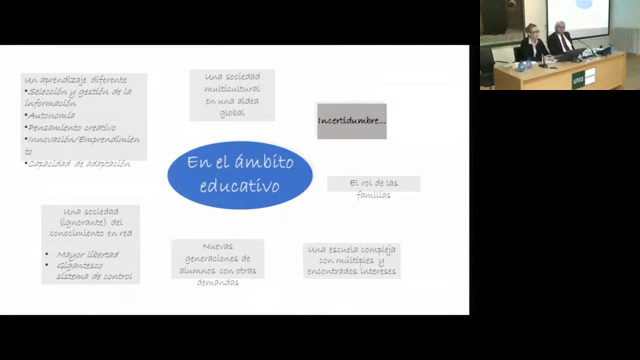 Un aprendizaje diferente
•Selección y gestión de la
información
•Autonomía
•Pensamiento creativo
•Innovación/Emprendimien
to
•Capacidad de adaptación
Una sociedad
multicultural
en una aldea
global
Incertidumbre...
En el ámbito
educativo
El rol de las
familias
Una sociedad
(ignorante) del
conocimiento en red
• Mayor libertad
• Gigantesco
sistema de control
Nuevas
generaciones de
alumnos con otras
demandas
Una escuela compleja
con múltiples y
encontrados intereses
UNED